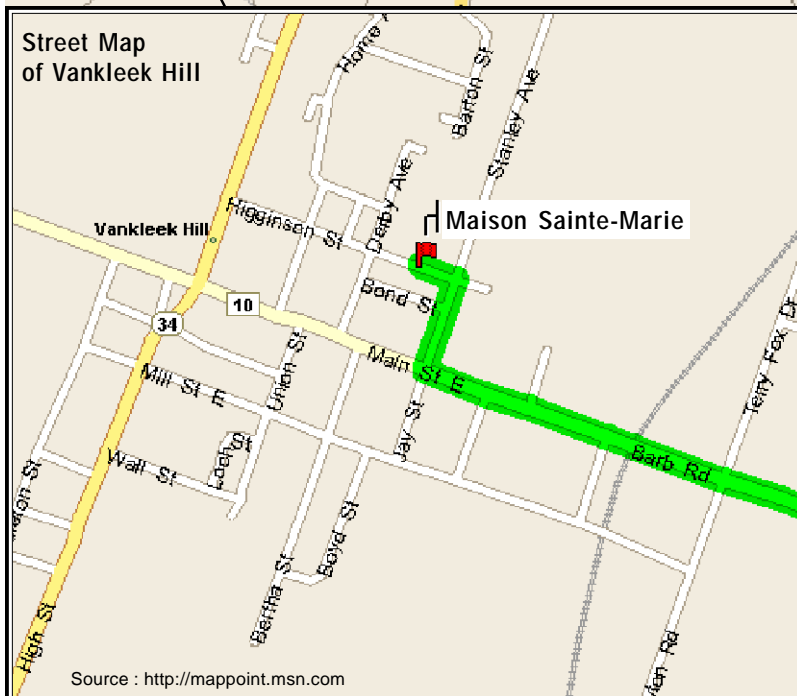 Street Map
of Vankleek Hill
Barton St
Stanley Ave
Derby Ave
Higginson St
Maison Sainte-Marie
Vankleek Hill
Bond St
10
34
Main St E
Union St
Mill St E
Jay St
Terry Fox Dr
Barb Rd
Wall St
Boyd St
Bertha St
High St
Source : http://mappoint.msn.com